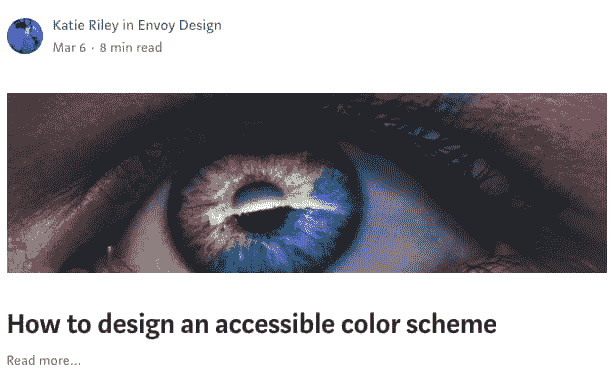 Katie Riley in Envoy Design
Mar 6 · 8 min read
How to design an accessible color scheme
Read more...